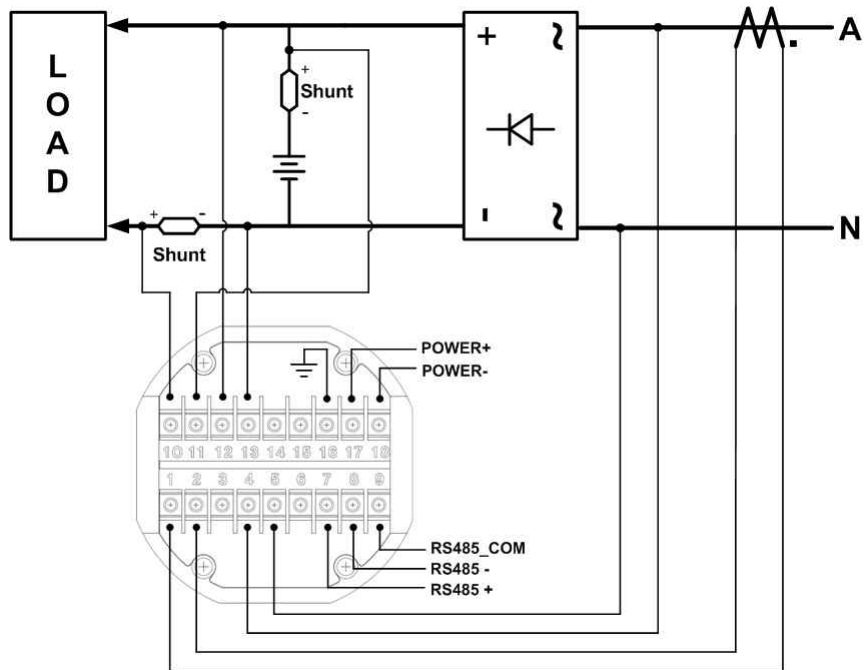 LOAD
A
+
~
+
Shunt
-
+
-
Shunt
-
~
N
POWER+
POWER-
10 11 12 13 14 15 16 17 18
1 2 3 4 5 6 7 8 9
RS485_COM
RS485 -
RS485 +